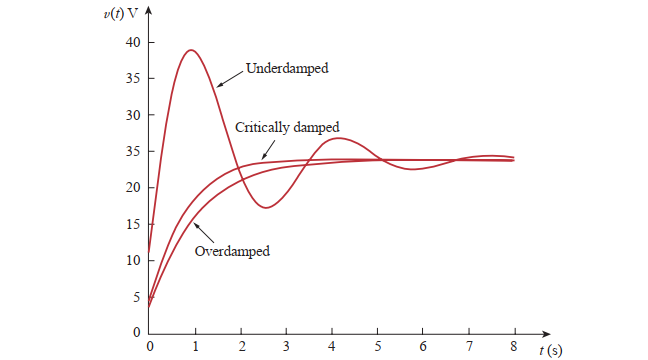 v(t) V
40
35
Underdamped
30
Critically damped
35
20
15
Overdamped
10
5
0
0 1 2 3 4 5 6 7 8
t (s)